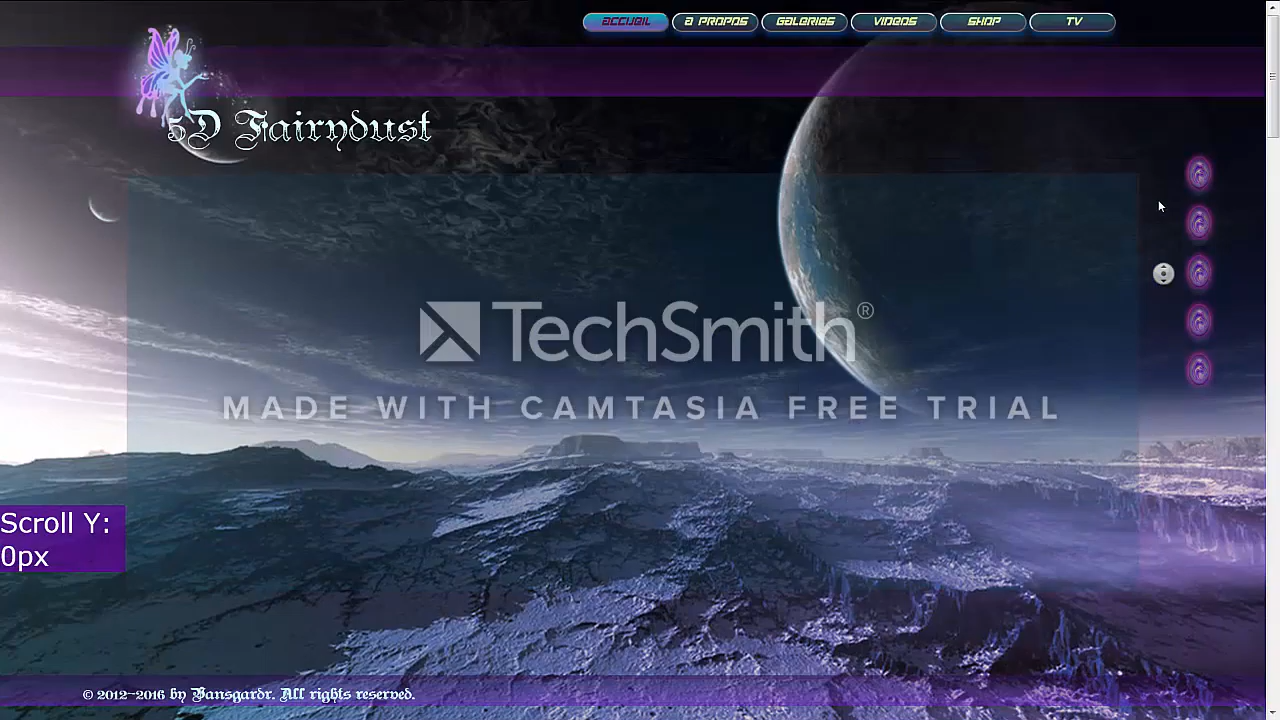 ACCUEIL A PROPOS GALERIES VIDEOS SHOP TV
5D Fairydust
TechSmith®
MADE WITH CAMTASIA FREE TRIAL
Scroll Y:
0px
© 2012-2016 by Vansgardr. All rights reserved.